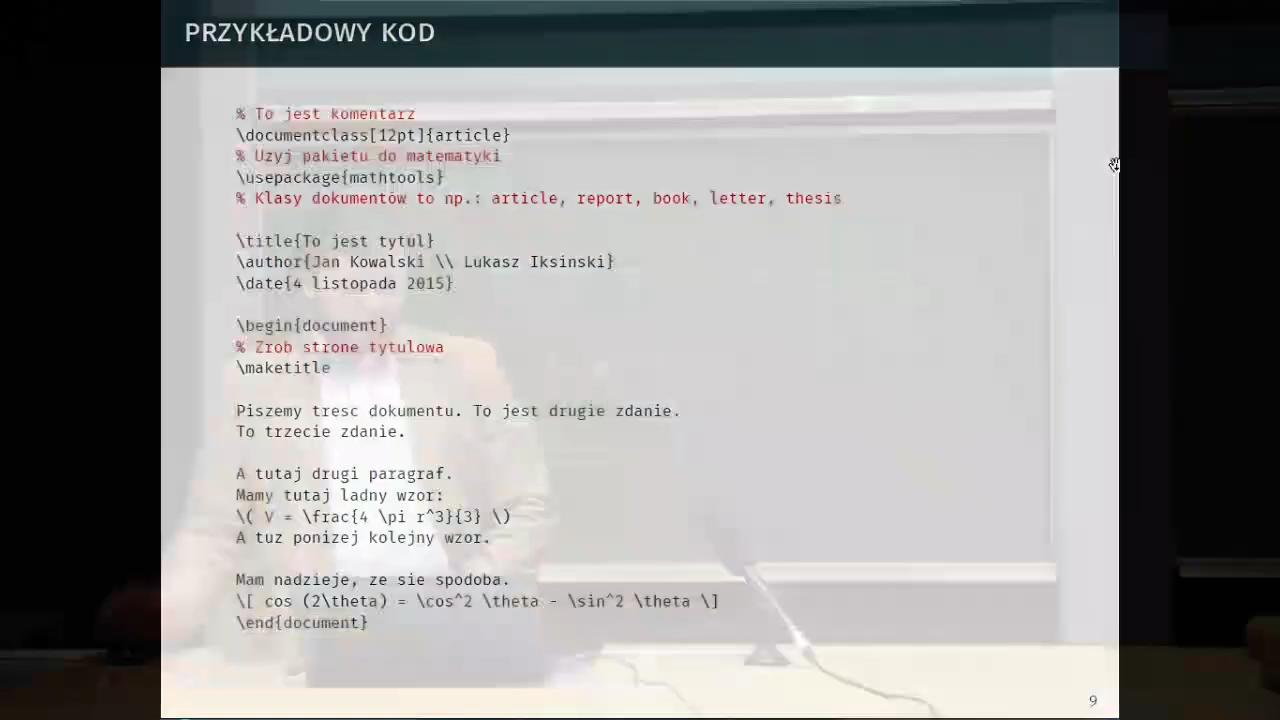 PRZYKŁADOWY KOD
% To jest komentarz
\documentclass[12pt]{article}
% Uzyj pakietu do matematyki
\usepackage{mathtools}
% Klasy dokumentów to np.: article, report, book, letter, thesis
\title{To jest tytul}
\author{Jan Kowalski \\ Lukasz Iksinski}
\date{4 listopada 2015}
\begin{document}
% Zrob strone tytulowa
\maketitle
Piszemy tresc dokumentu. To jest drugie zdanie.
To trzecie zdanie.
A tutaj drugi paragraf.
Mamy tutaj ladny wzor:
\( V = \frac{4 \pi r^3}{3} \)
A tuz ponizej kolejny wzor.
Mam nadzieje, ze sie spodoba.
\[ cos (2\theta) = \cos^2 \theta - \sin^2 \theta \]
\end{document}
9